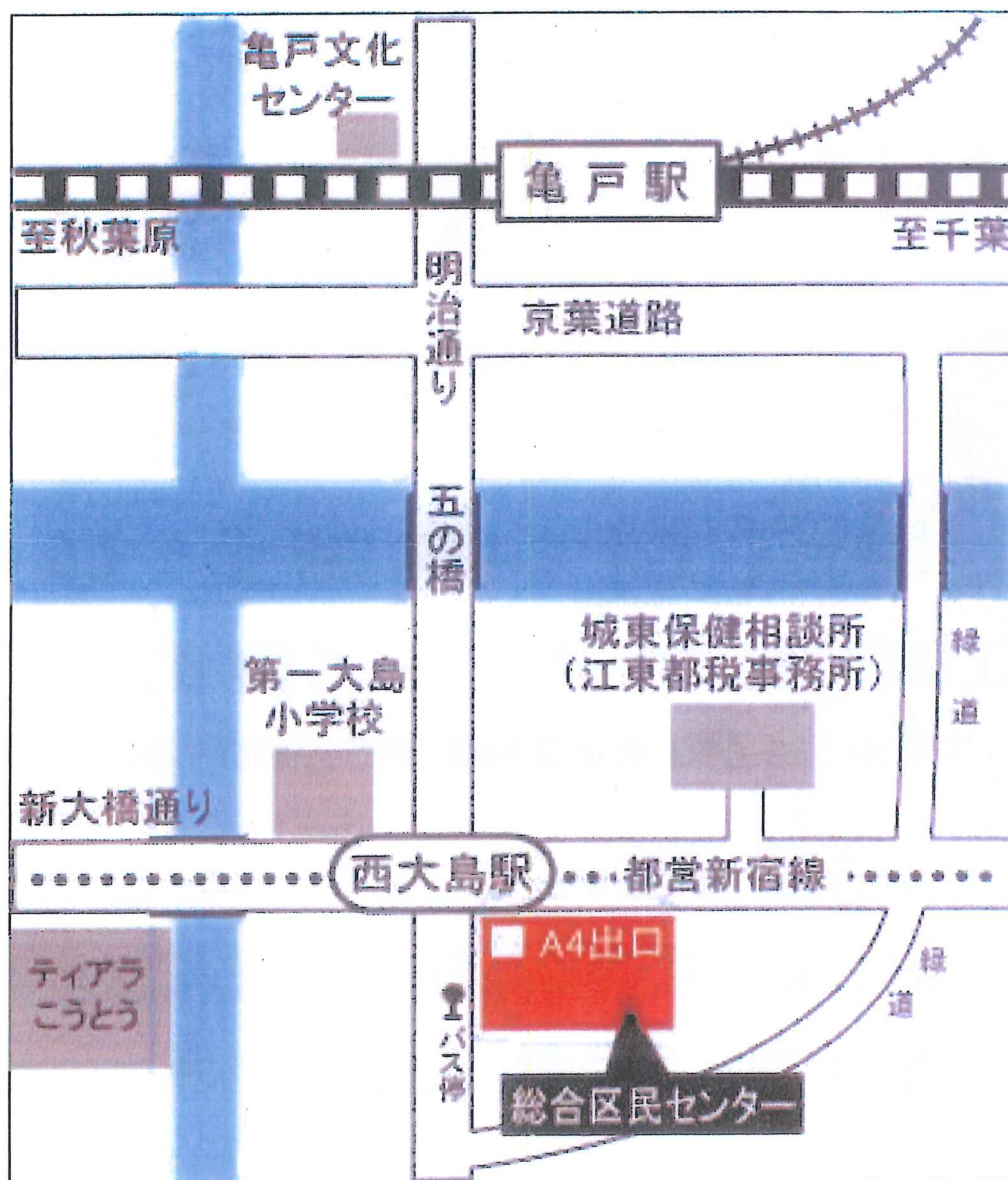 亀戸文化
センター
亀戸駅
至秋葉原
至千葉
明治通り
京葉道路
五の橋
城東保健相談所
(江東都税事務所)
緑道
第一大島
小学校
新大橋通り
西大島駅
都営新宿線
A4出口
ティアラ
こうとう
バス停
緑道
総合区民センター